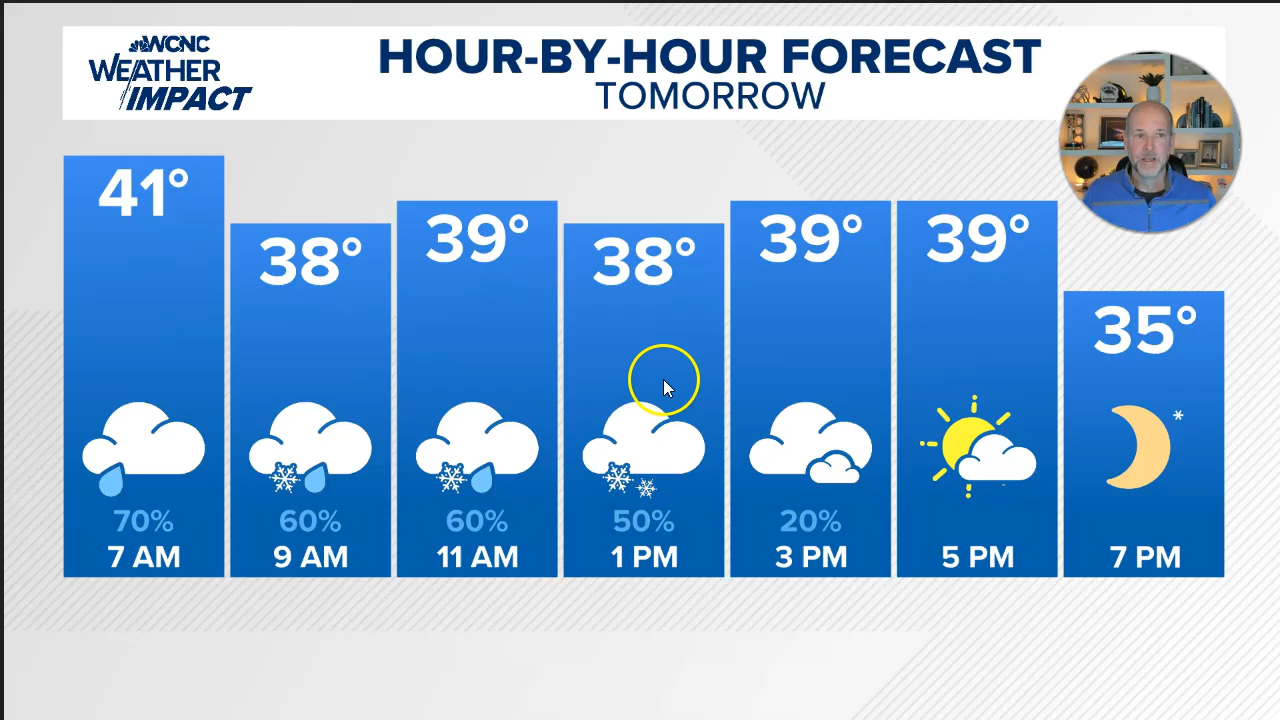 WCNC
WEATHER
IMPACT
HOUR-BY-HOUR FORECAST
TOMORROW
41° 38° 39° 38° 39° 39° 35°
70% 60% 60% 50% 20%
7 AM 9 AM 11 AM 1 PM 3 PM 5 PM 7 PM